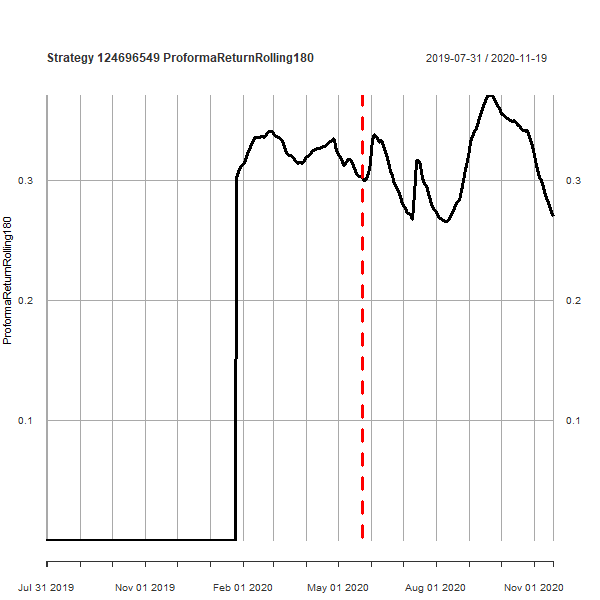 Strategy 124696549 ProformaReturnRolling180
2019-07-31 / 2020-11-19
ProformaReturnRolling180
0.3
0.3
0.2
0.2
0.1
0.1
Jul 31 2019
Nov 01 2019
Feb 01 2020
May 01 2020
Aug 01 2020
Nov 01 2020